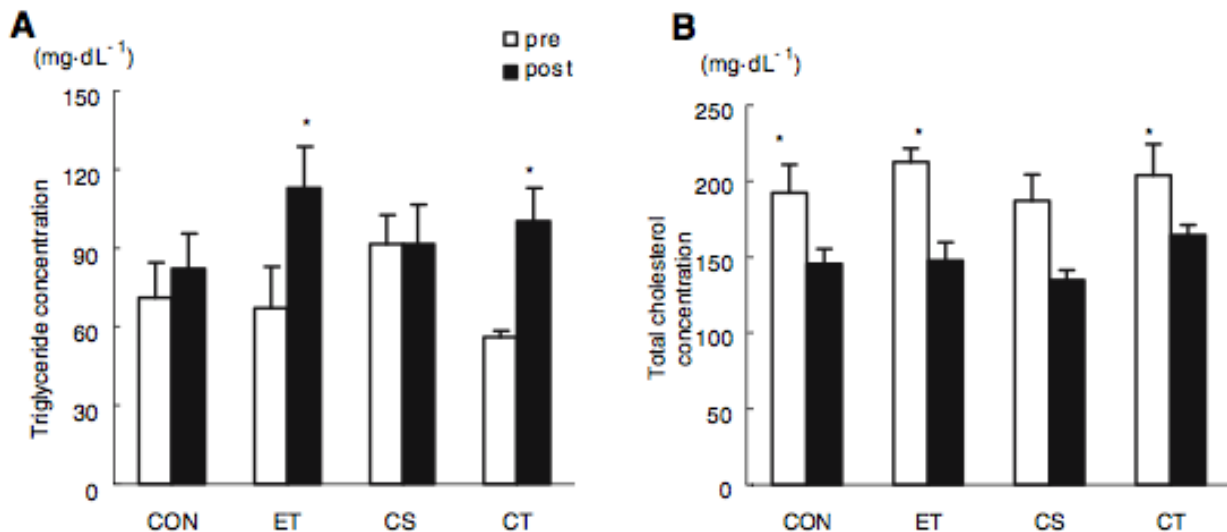 A
(mg·dL⁻¹)
pre
post
Triglyceride concentration
150
120
90
60
30
0
*
*
CON ET CS CT
B
(mg·dL⁻¹)
Total cholesterol
concentration
250
200
150
100
50
0
* * *
CON ET CS CT